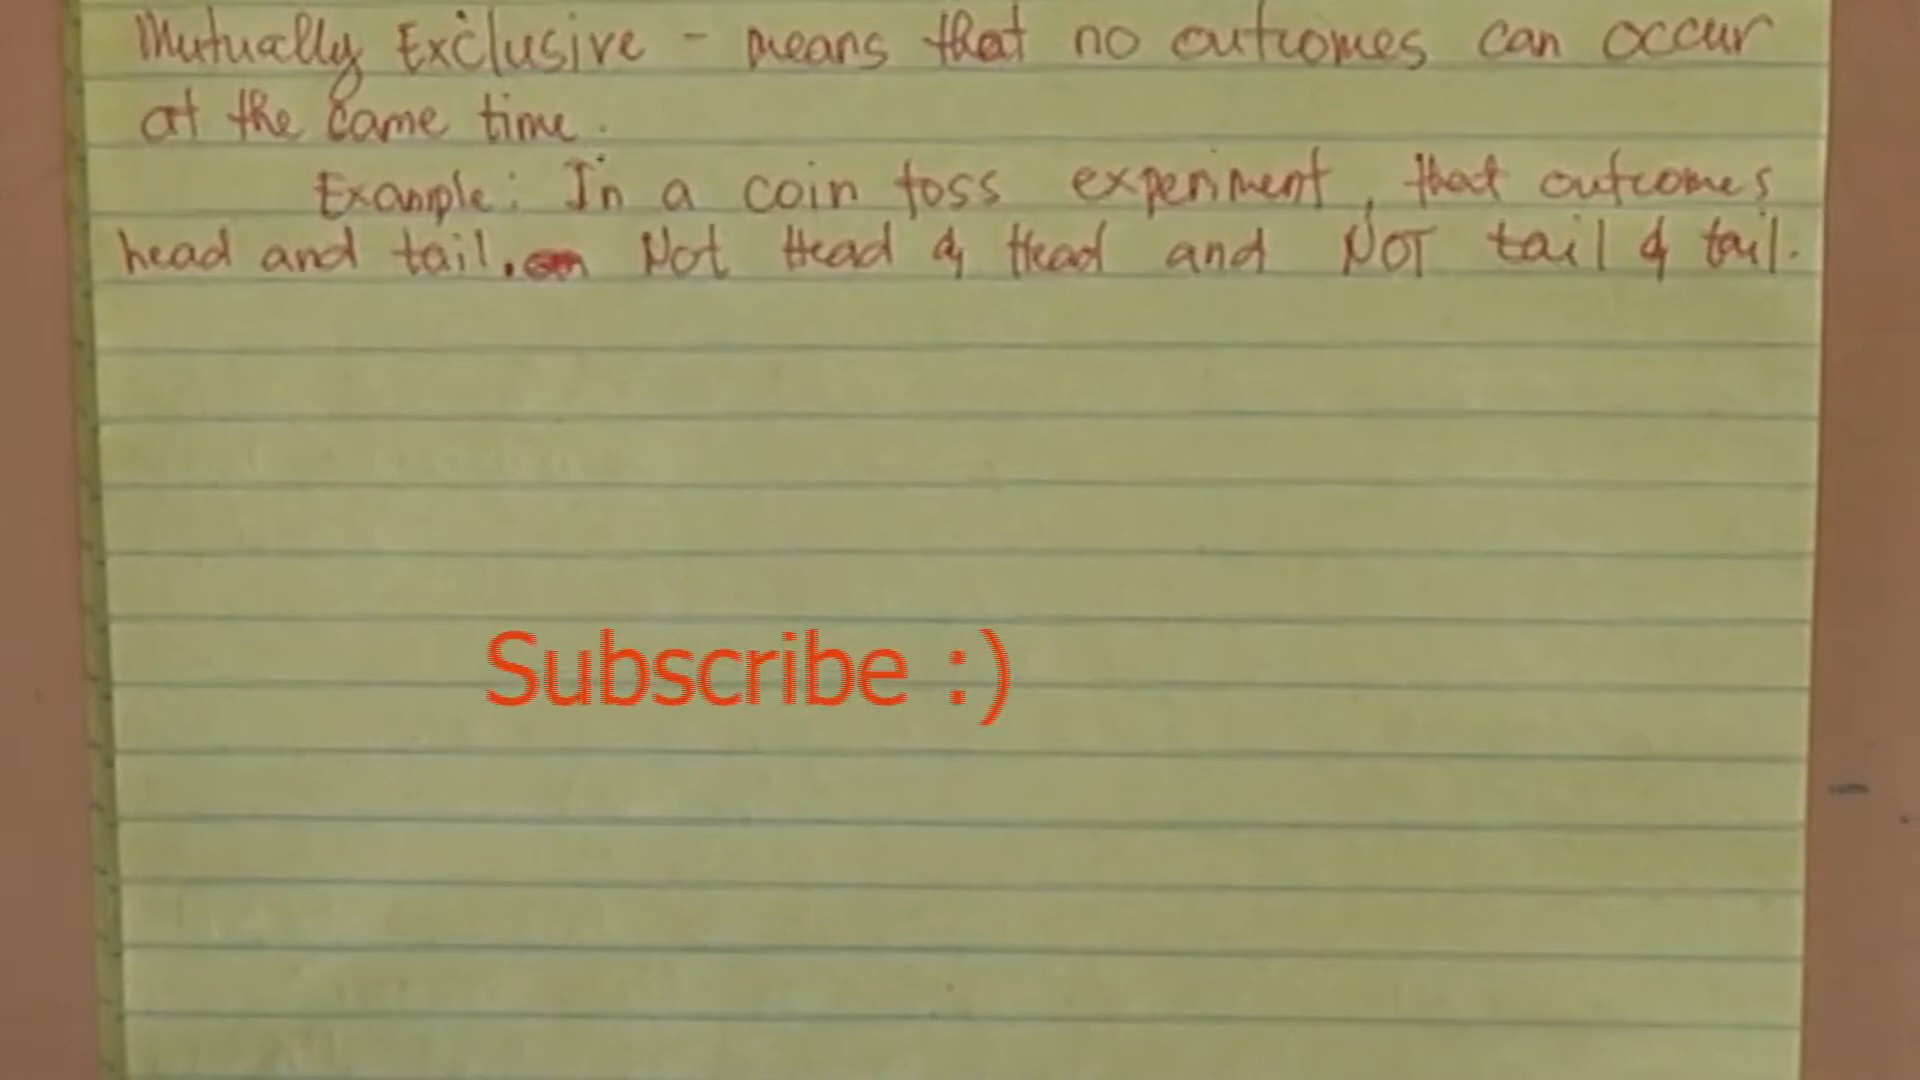 Mutually Exclusive - means that no outcomes can occur
at the same time.
Example: In a coin toss experiment, that outcomes
head and tail. Not Head & Head and NOT tail & tail.
Subscribe :)